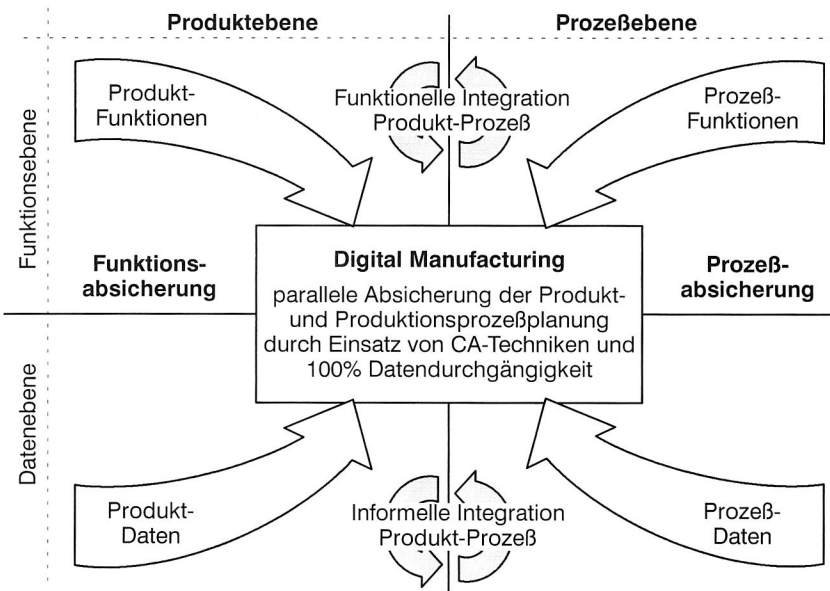 Produktebene
Prozeßebene
Funktionsebene
Produkt-
Funktionen
Funktionelle Integration
Produkt-Prozeß
Prozeß-
Funktionen
Funktions-
absicherung
Digital Manufacturing
parallele Absicherung der Produkt-
und Produktionsprozeßplanung
durch Einsatz von CA-Techniken und
100% Datendurchgängigkeit
Prozeß-
absicherung
Datenebene
Produkt-
Daten
Informelle Integration
Produkt-Prozeß
Prozeß-
Daten